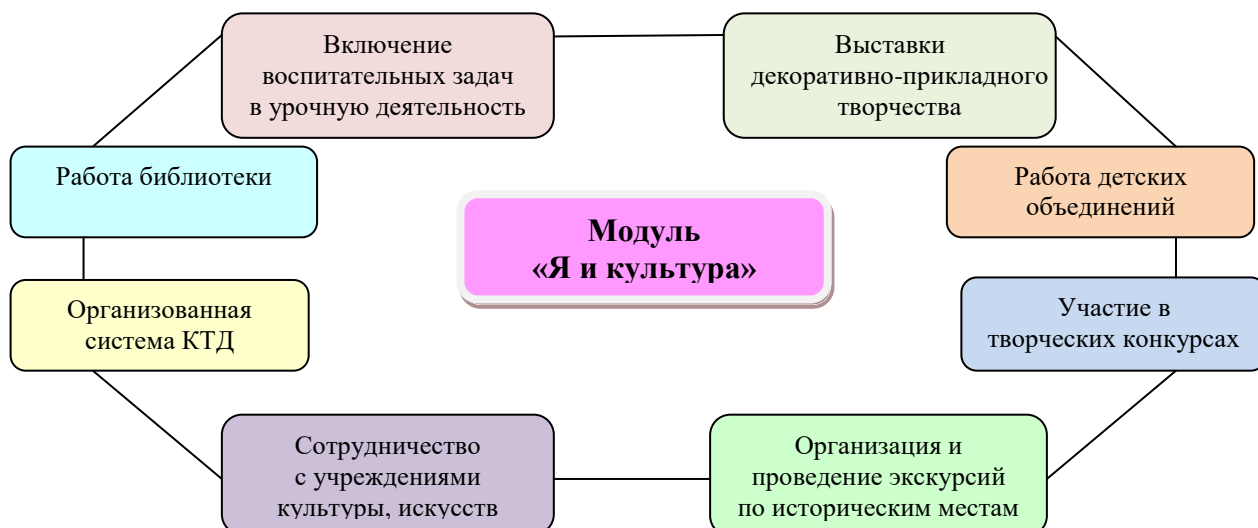 Включение
воспитательных задач
в урочную деятельность
Выставки
декоративно-прикладного
творчества
Работа библиотеки
Работа детских
объединений
Модуль
«Я и культура»
Организованная
система КТД
Участие в
творческих конкурсах
Сотрудничество
с учреждениями
культуры, искусств
Организация и
проведение экскурсий
по историческим местам